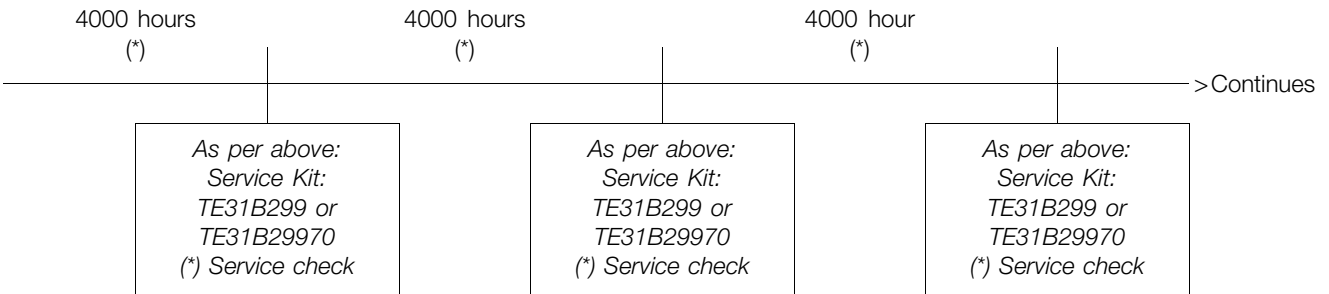 4000 hours 4000 hours 4000 hour
(*) (*) (*)
>Continues
As per above:
Service Kit:
TE31B299 or
TE31B29970
(*) Service check
As per above:
Service Kit:
TE31B299 or
TE31B29970
(*) Service check
As per above:
Service Kit:
TE31B299 or
TE31B29970
(*) Service check